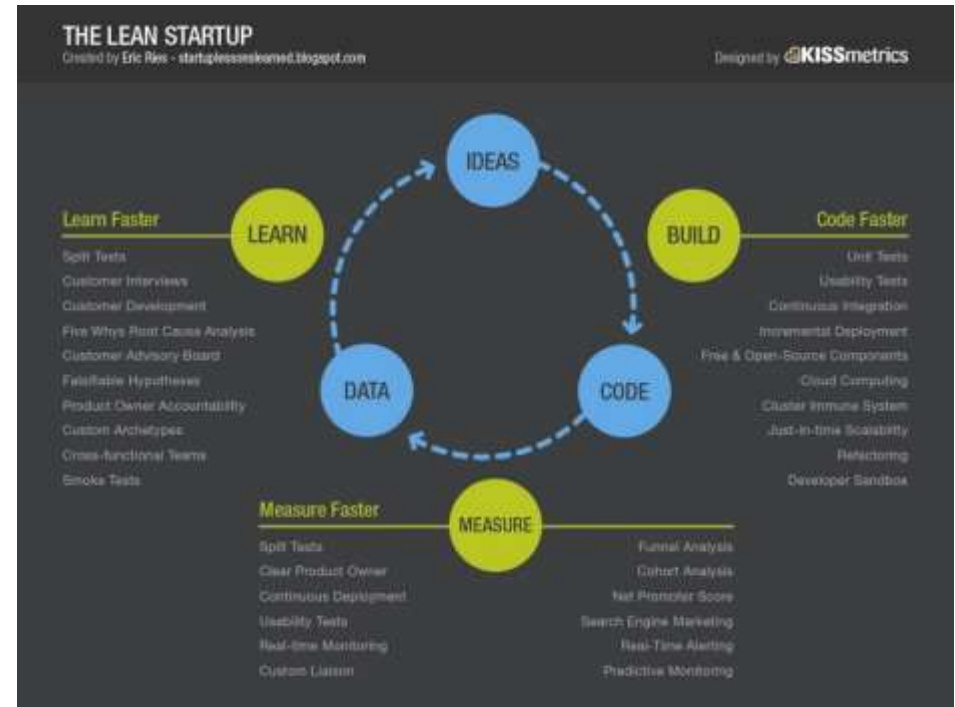 THE LEAN STARTUP
Created by Eric Ries - startuplessonslearned.blogspot.com
Designed by KISSmetrics
IDEAS
LEARN
BUILD
DATA
CODE
MEASURE
Learn Faster
Split Tests
Customer Interviews
Customer Development
Five Whys Root Cause Analysis
Customer Advisory Board
Falsifiable Hypotheses
Product Owner Accountability
Custom Archetypes
Cross-functional Teams
Smoke Tests
Code Faster
Unit Tests
Usability Tests
Continuous Integration
Incremental Deployment
Free & Open-Source Components
Cloud Computing
Cluster Immune System
Just-in-time Scalability
Refactoring
Developer Sandbox
Measure Faster
Split Tests
Clear Product Owner
Continuous Deployment
Usability Tests
Real-time Monitoring
Custom Liaison
Funnel Analysis
Cohort Analysis
Net Promoter Score
Search Engine Marketing
Real-Time Alerting
Predictive Monitoring